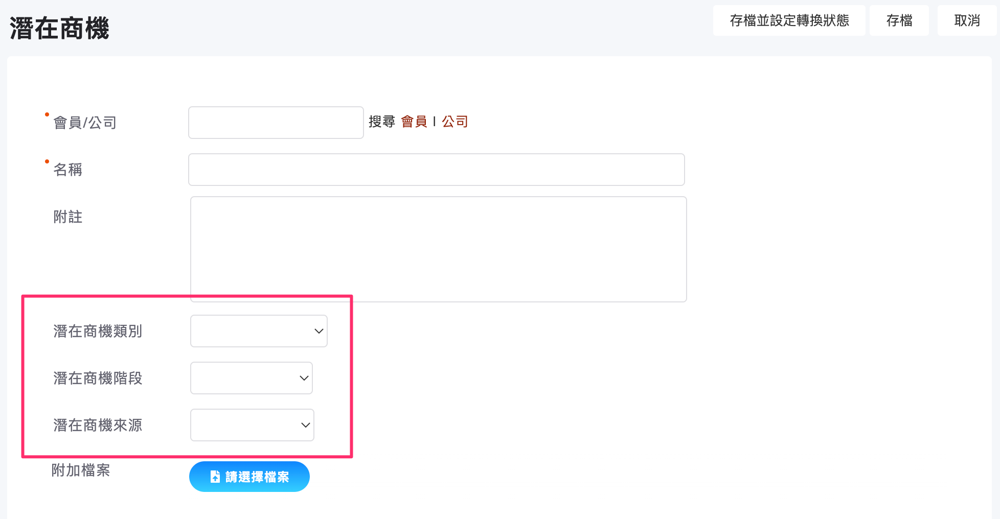 潛在商機
存檔並設定轉換狀態 存檔 取消
會員/公司 搜尋 會員 | 公司
名稱
附註
潛在商機類別
潛在商機階段
潛在商機來源
附加檔案 請選擇檔案